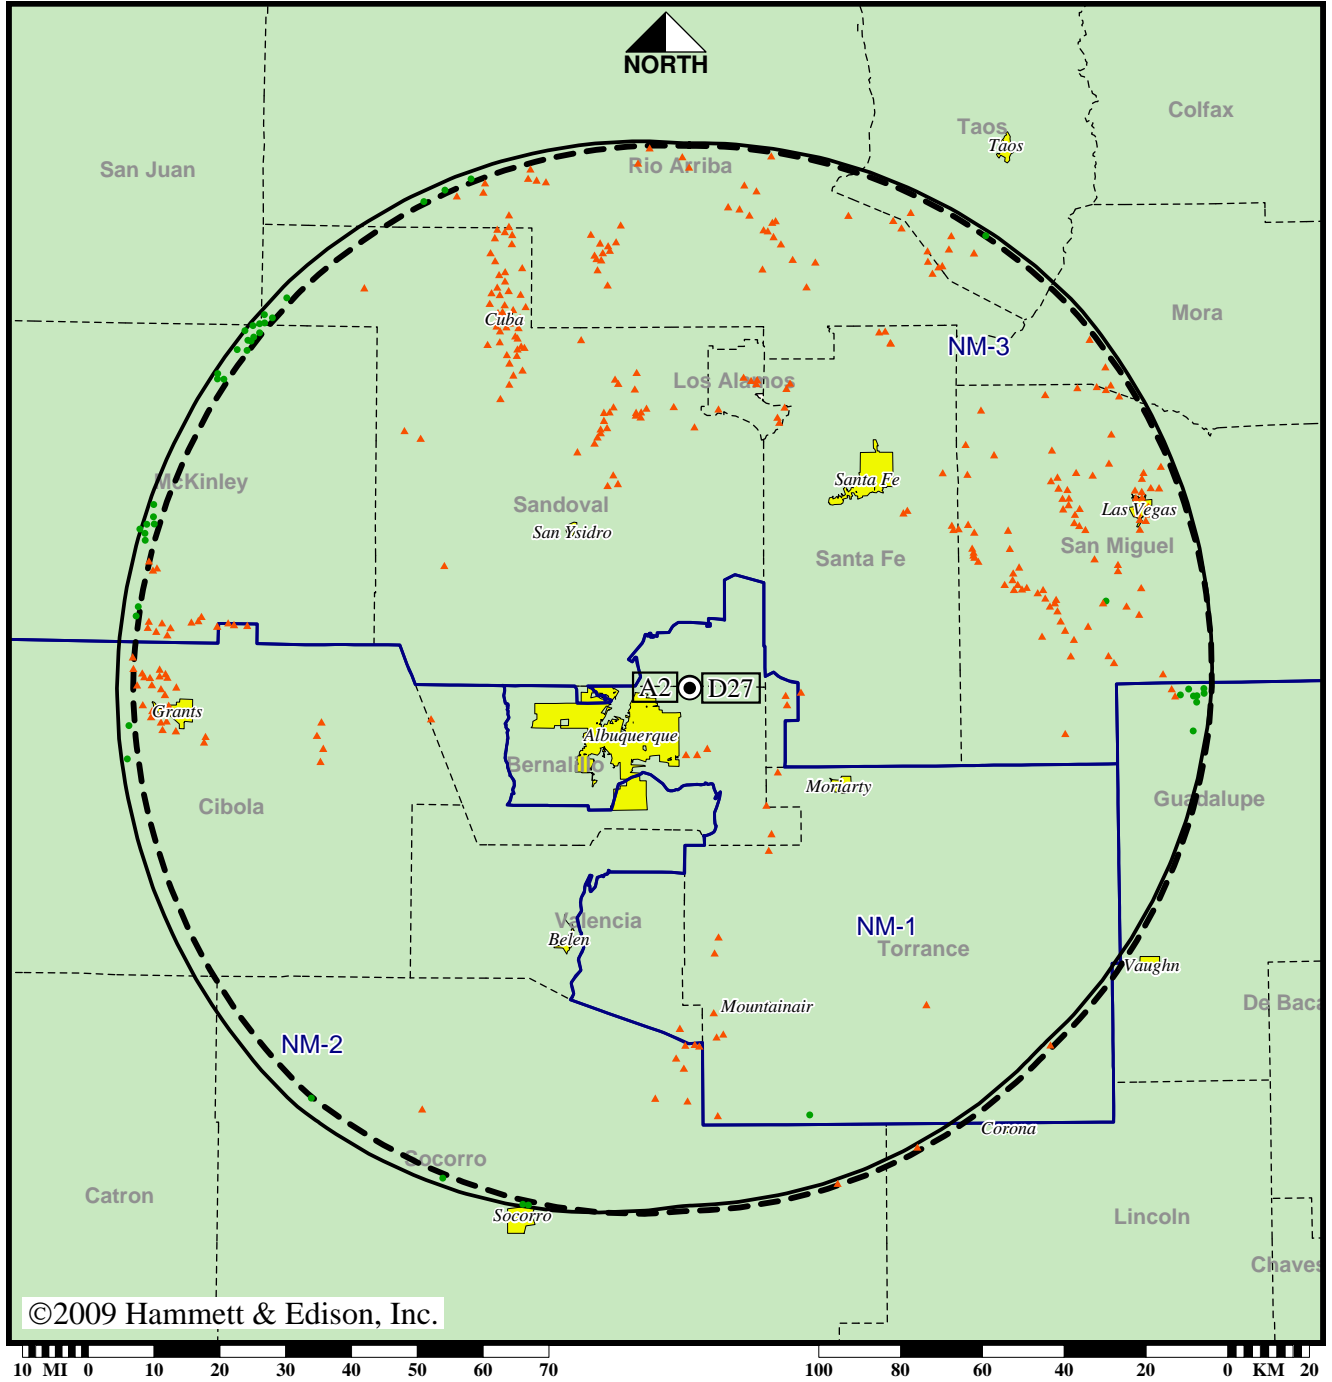 NORTH
Colfax
Taos
Taos
San Juan
Rio Arriba
Mora
Cuba
NM-3
Los Alamos
McKinley
Santa Fe
Sandoval
Las Vegas
San Ysidro
San Miguel
Santa Fe
A2
D27
Grants
Albuquerque
Bernalillo
Moriarty
Cibola
Guadalupe
Valencia
NM-1
Belen
Torrance
Vaughn
De Baca
Mountainair
NM-2
Corona
Socorro
Catron
Socorro
Lincoln
Chaves
©2009 Hammett & Edison, Inc.
10 MI 0 10 20 30 40 50 60 70 100 80 60 40 20 0 KM 20